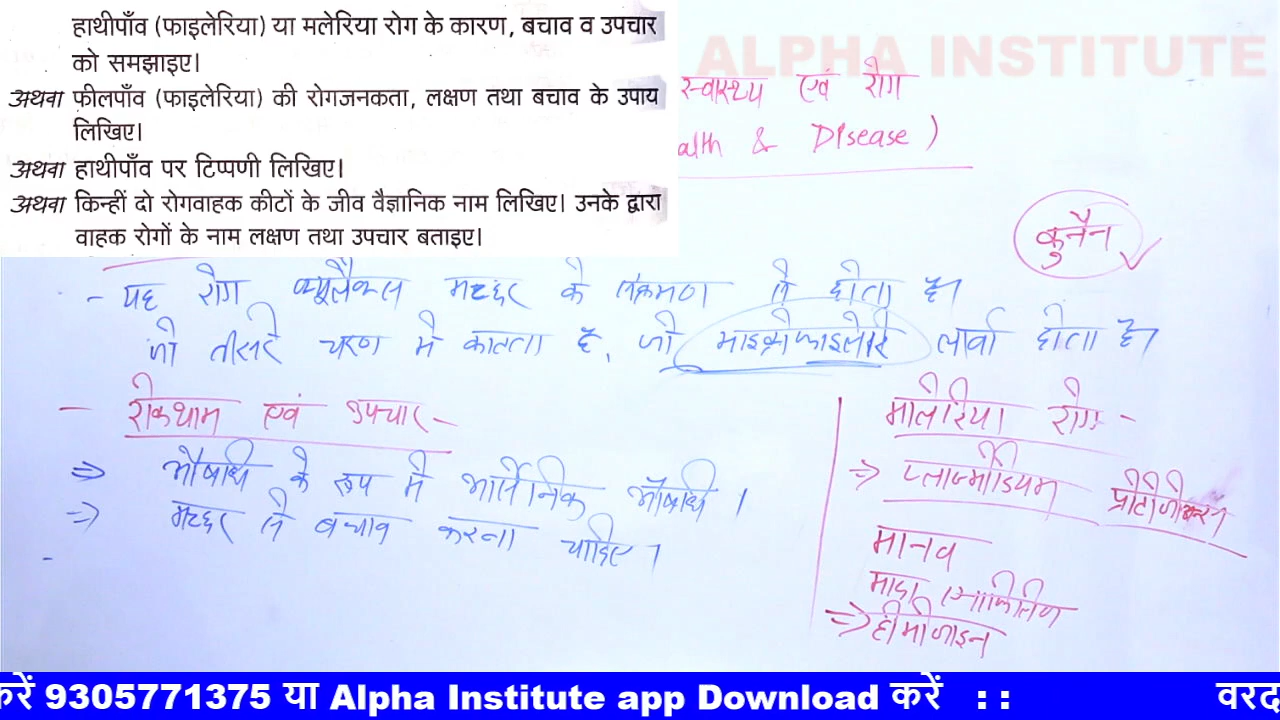 हाथीपाँव (फाइलेरिया) या मलेरिया रोग के कारण, बचाव व उपचार
को समझाइए।
अथवा फीलपाँव (फाइलेरिया) की रोगजनकता, लक्षण तथा बचाव के उपाय
लिखिए।
अथवा हाथीपाँव पर टिप्पणी लिखिए।
अथवा किन्हीं दो रोगवाहक कीटों के जीव वैज्ञानिक नाम लिखिए। उनके द्वारा
वाहक रोगों के नाम लक्षण तथा उपचार बताइए।
ALPHA INSTITUTE
स्वास्थ्य एवं रोग
alth & Disease )
कुनैन
- यह रोग क्यूलैक्स मच्छर के संक्रमण से होता है।
जो तीसरे चरण मे काटता है, जो माइक्रोफाइलेरि लार्वा होता है।
- रोकथाम एवं उपचार -
⇒ औषधि के रूप मे आर्सेनिक औषधि ।
⇒ मच्छर से बचाव करना चाहिए ।
मलेरिया रोग -
⇒ प्लाज्मोडियम
मानव
मादा
⇒ हीमोजोइन
करें 9305771375 या Alpha Institute app Download करें : : वरद